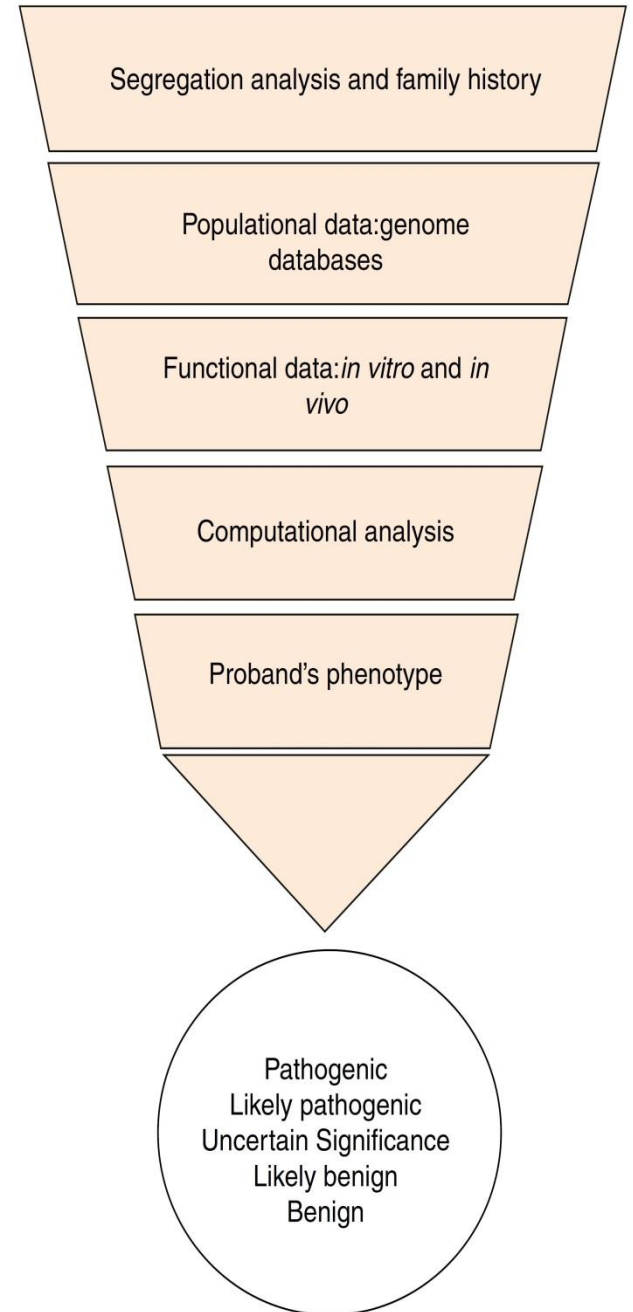 Segregation analysis and family history
Populational data:genome
databases
Functional data:in vitro and in
vivo
Computational analysis
Proband's phenotype
Pathogenic
Likely pathogenic
Uncertain Significance
Likely benign
Benign